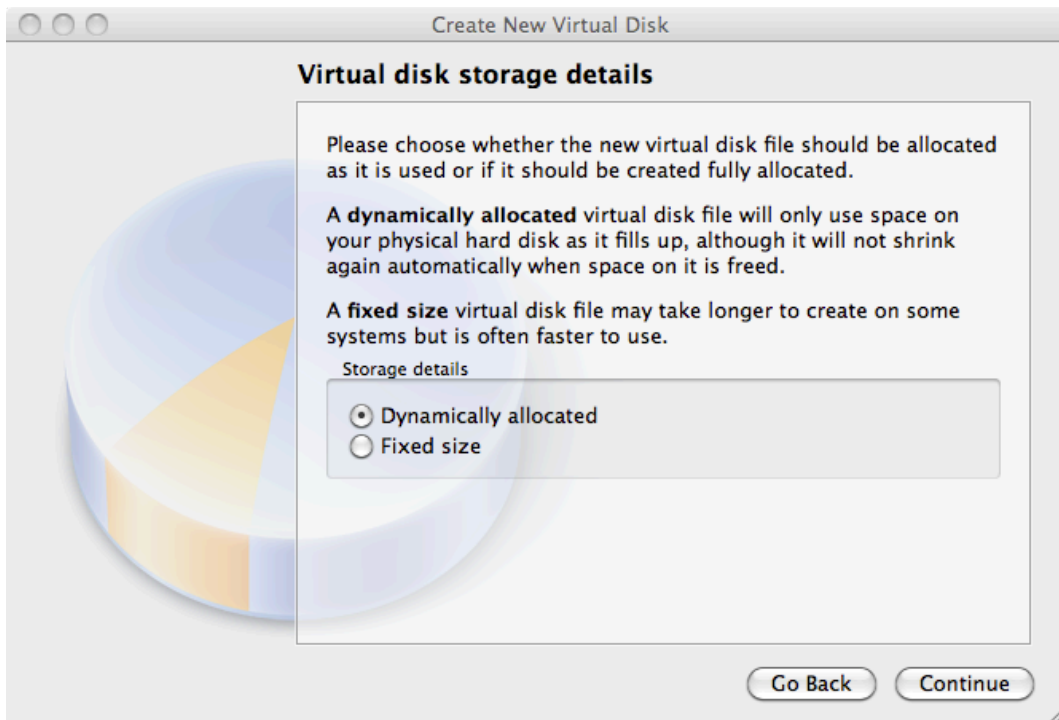 Create New Virtual Disk
Virtual disk storage details
Please choose whether the new virtual disk file should be allocated
as it is used or if it should be created fully allocated.
A dynamically allocated virtual disk file will only use space on
your physical hard disk as it fills up, although it will not shrink
again automatically when space on it is freed.
A fixed size virtual disk file may take longer to create on some
systems but is often faster to use.
Storage details
Dynamically allocated
Fixed size
Go Back
Continue